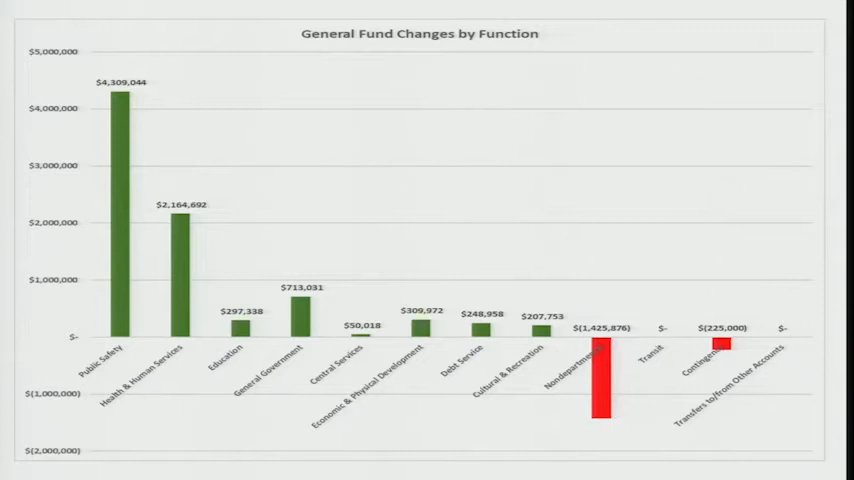 General Fund Changes by Function
$5,000,000
$4,000,000
$3,000,000
$2,000,000
$1,000,000
$-
$(1,000,000)
$(2,000,000)
$4,309,044
$2,164,692
$297,338
$713,031
$50,018
$309,972
$248,958
$207,753
$(1,425,876)
$-
$(225,000)
$-
Public Safety
Health & Human Services
Education
General Government
Central Services
Economic & Physical Development
Debt Service
Cultural & Recreation
Transit
Transfers to/from Other Accounts